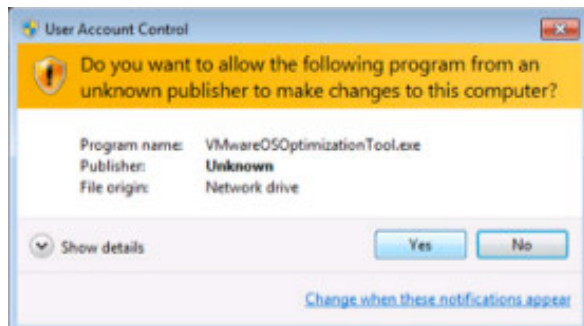 User Account Control
Do you want to allow the following program from an
unknown publisher to make changes to this computer?
Program name: VMwareOSOptimizationTool.exe
Publisher: Unknown
File origin: Network drive
Show details
Yes No
Change when these notifications appear